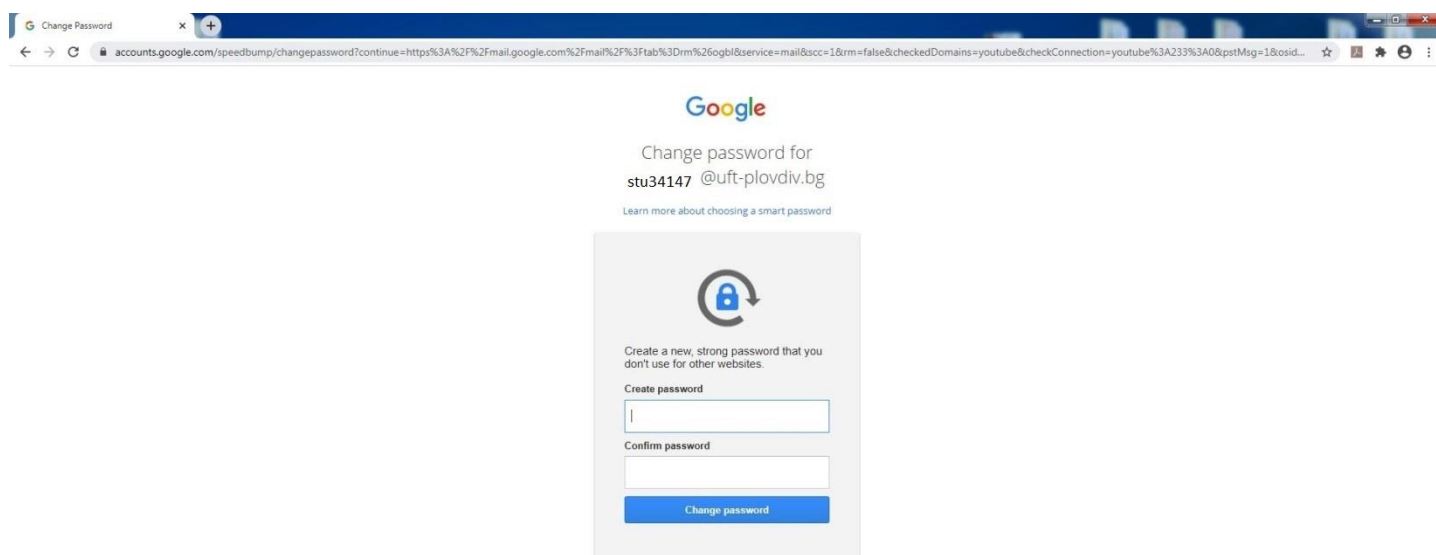 Change Password
accounts.google.com/speedbump/changepassword?continue=https%3A%2F%2Fmail.google.com%2Fmail%2F%3Ftab%3Drm%26ogbl&service=mail&scc=1&rm=false&checkedDomains=youtube&checkConnection=youtube%3A233%3A0&pstMsg=1&osid...
Google
Change password for
stu34147 @uft-plovdiv.bg
Learn more about choosing a smart password
Create a new, strong password that you
don't use for other websites.
Create password
Confirm password
Change password